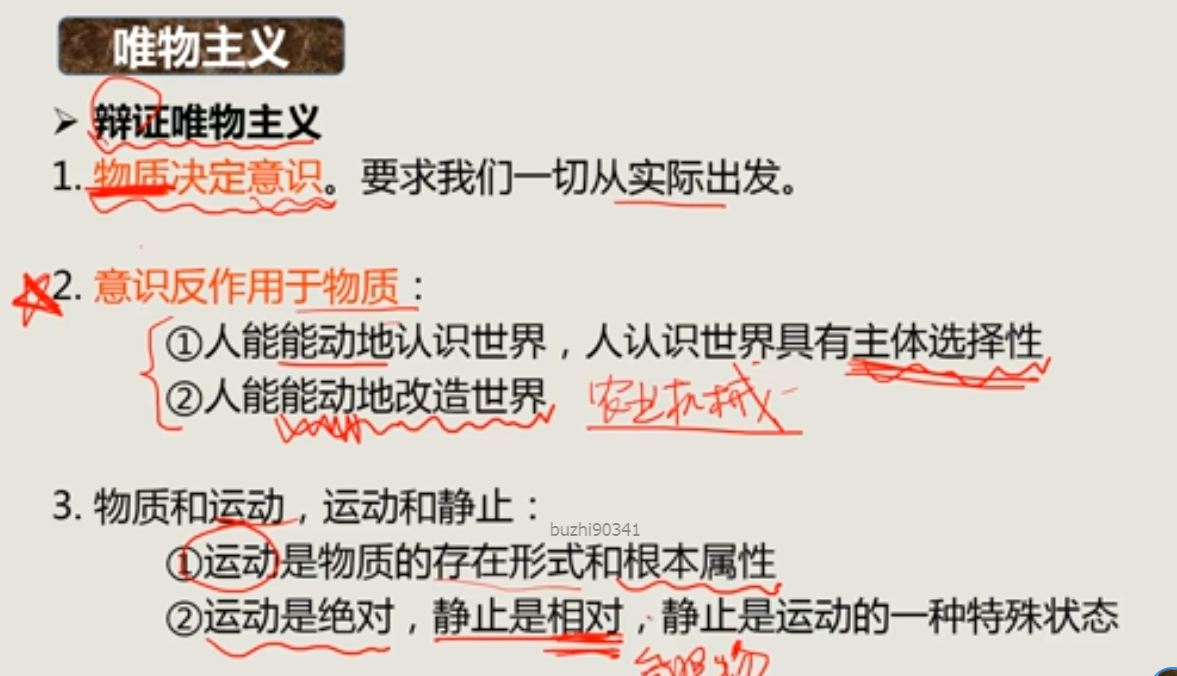 唯物主义
➢ 辩证唯物主义
1. 物质决定意识。要求我们一切从实际出发。
2. 意识反作用于物质：
①人能能动地认识世界，人认识世界具有主体选择性
②人能能动地改造世界 农业机械
3. 物质和运动，运动和静止：
buzhi90341
①运动是物质的存在形式和根本属性
②运动是绝对，静止是相对，静止是运动的一种特殊状态